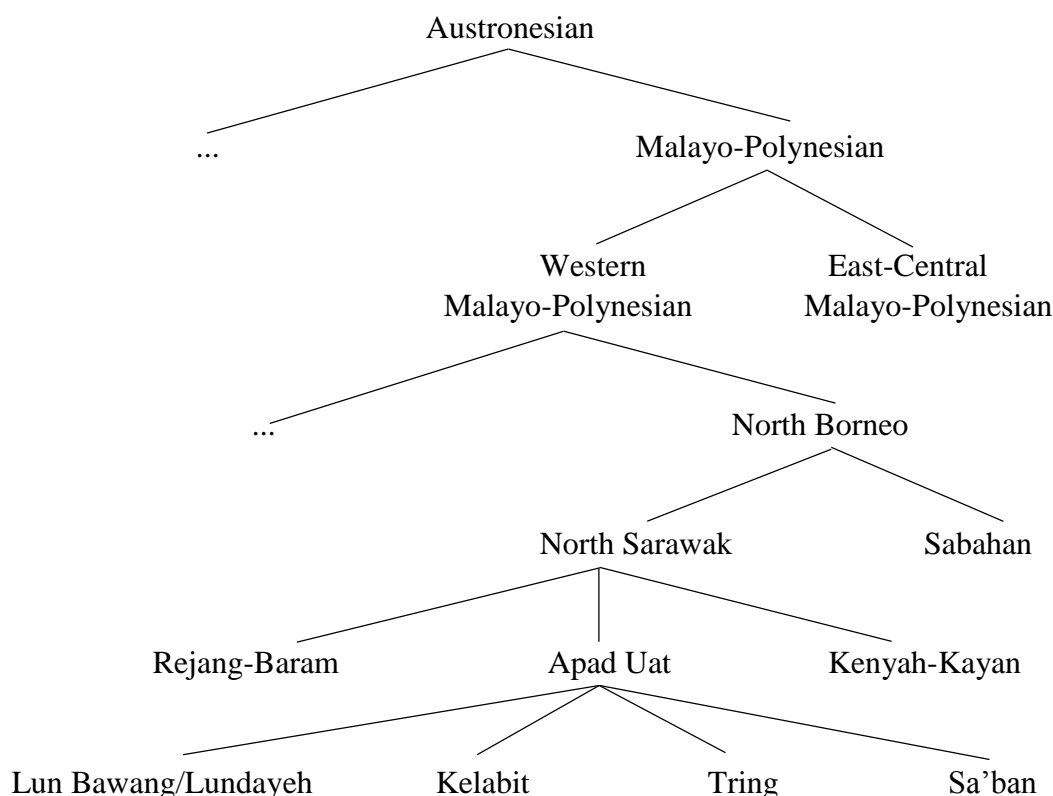 Austronesian
... Malayo-Polynesian
Western East-Central
Malayo-Polynesian Malayo-Polynesian
... North Borneo
North Sarawak Sabahan
Rejang-Baram Apad Uat Kenyah-Kayan
Lun Bawang/Lundayeh Kelabit Tring Sa’ban